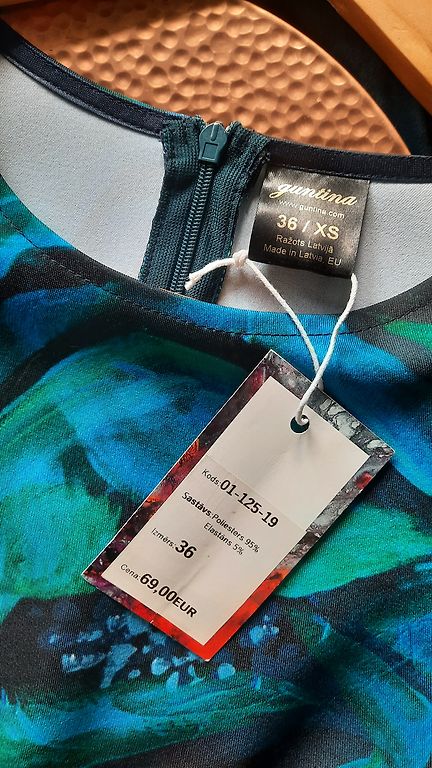 guntina
www.guntina.com
36 / XS
Ražots Latvijā
Made in Latvia, EU
Kods:01-125-19
Sastāvs:Poliesters 95%
Elastāns 5%
Izmērs:36
Cena:69,00EUR